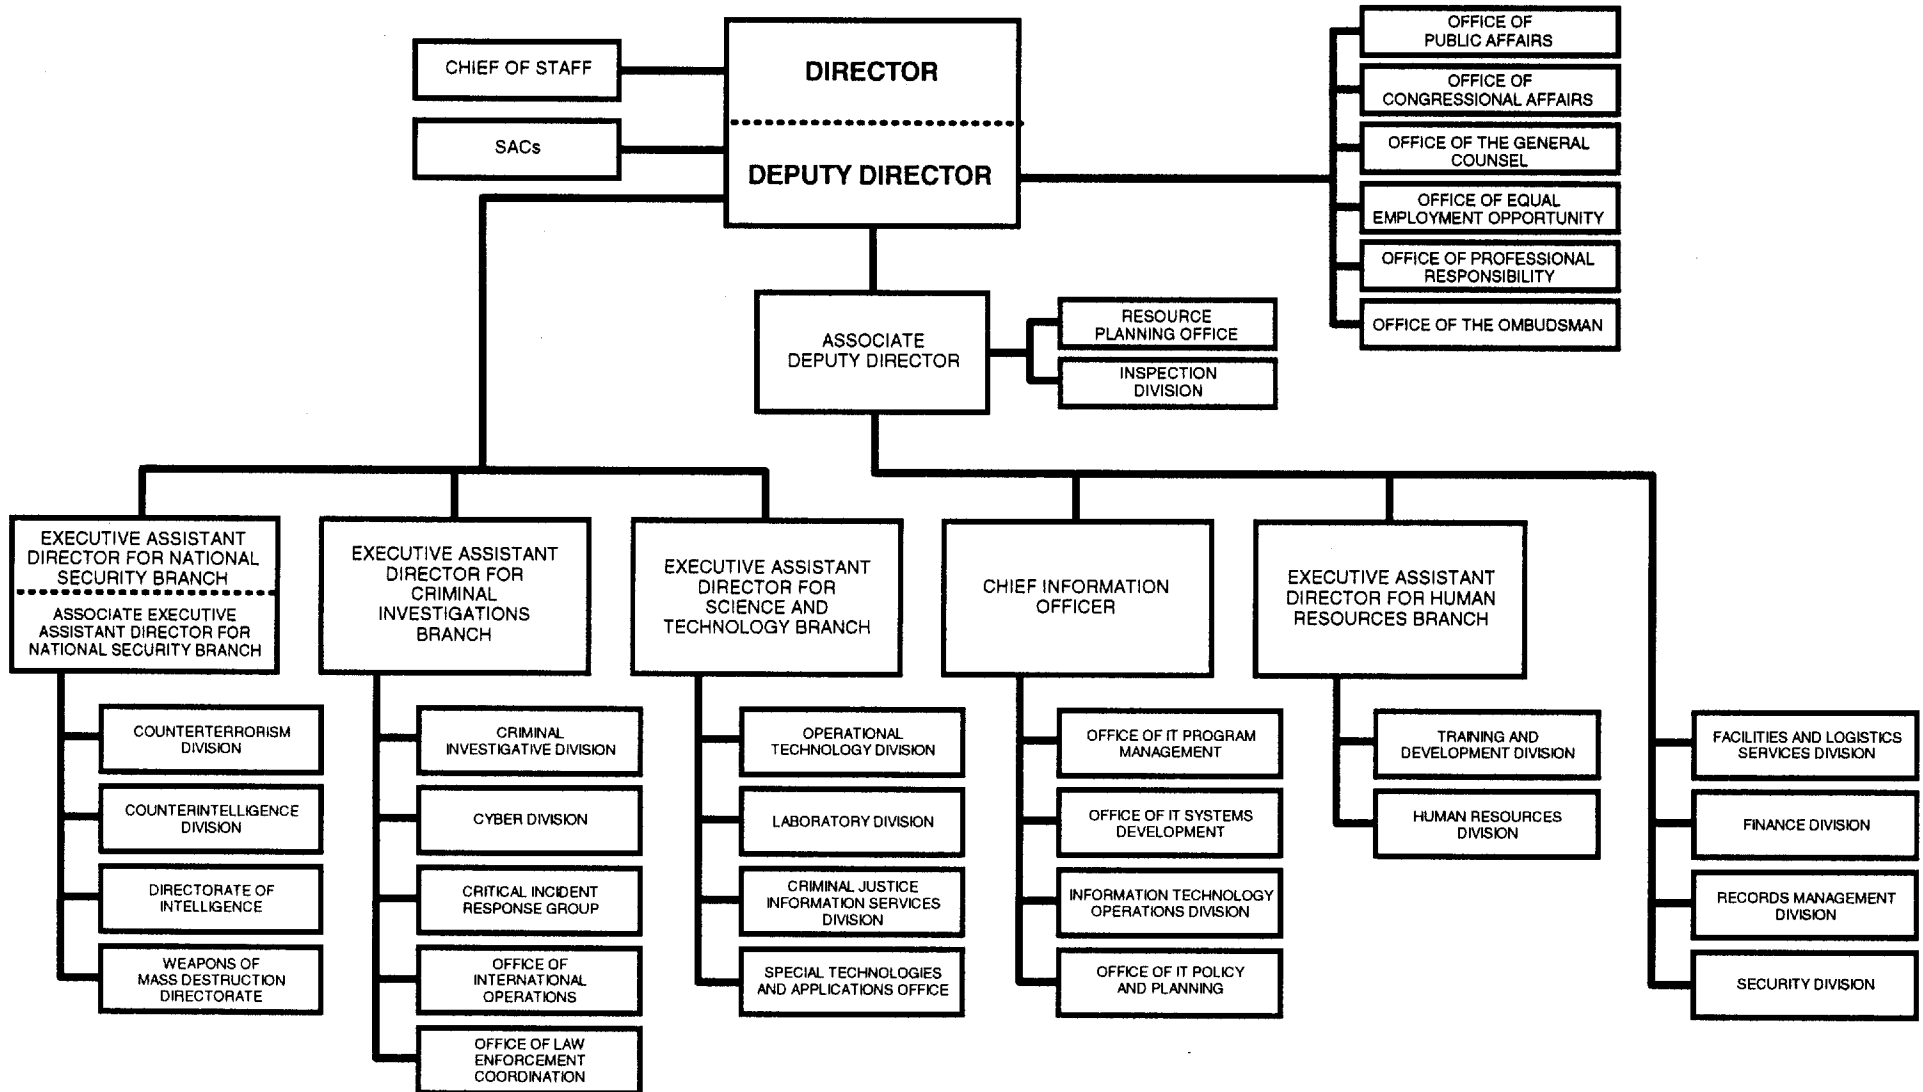 CHIEF OF STAFF
SACs
DIRECTOR
DEPUTY DIRECTOR
OFFICE OF
PUBLIC AFFAIRS
OFFICE OF
CONGRESSIONAL AFFAIRS
OFFICE OF THE GENERAL
COUNSEL
OFFICE OF EQUAL
EMPLOYMENT OPPORTUNITY
OFFICE OF PROFESSIONAL
RESPONSIBILITY
OFFICE OF THE OMBUDSMAN
ASSOCIATE
DEPUTY DIRECTOR
RESOURCE
PLANNING OFFICE
INSPECTION
DIVISION
EXECUTIVE ASSISTANT
DIRECTOR FOR NATIONAL
SECURITY BRANCH
ASSOCIATE EXECUTIVE
ASSISTANT DIRECTOR FOR
NATIONAL SECURITY BRANCH
COUNTERTERRORISM
DIVISION
COUNTERINTELLIGENCE
DIVISION
DIRECTORATE OF
INTELLIGENCE
WEAPONS OF
MASS DESTRUCTION
DIRECTORATE
EXECUTIVE ASSISTANT
DIRECTOR FOR
CRIMINAL
INVESTIGATIONS
BRANCH
CRIMINAL
INVESTIGATIVE DIVISION
CYBER DIVISION
CRITICAL INCIDENT
RESPONSE GROUP
OFFICE OF
INTERNATIONAL
OPERATIONS
OFFICE OF LAW
ENFORCEMENT
COORDINATION
EXECUTIVE ASSISTANT
DIRECTOR FOR
SCIENCE AND
TECHNOLOGY BRANCH
OPERATIONAL
TECHNOLOGY DIVISION
LABORATORY DIVISION
CRIMINAL JUSTICE
INFORMATION SERVICES
DIVISION
SPECIAL TECHNOLOGIES
AND APPLICATIONS OFFICE
CHIEF INFORMATION
OFFICER
OFFICE OF IT PROGRAM
MANAGEMENT
OFFICE OF IT SYSTEMS
DEVELOPMENT
INFORMATION TECHNOLOGY
OPERATIONS DIVISION
OFFICE OF IT POLICY
AND PLANNING
EXECUTIVE ASSISTANT
DIRECTOR FOR HUMAN
RESOURCES BRANCH
TRAINING AND
DEVELOPMENT DIVISION
HUMAN RESOURCES
DIVISION
FACILITIES AND LOGISTICS
SERVICES DIVISION
FINANCE DIVISION
RECORDS MANAGEMENT
DIVISION
SECURITY DIVISION